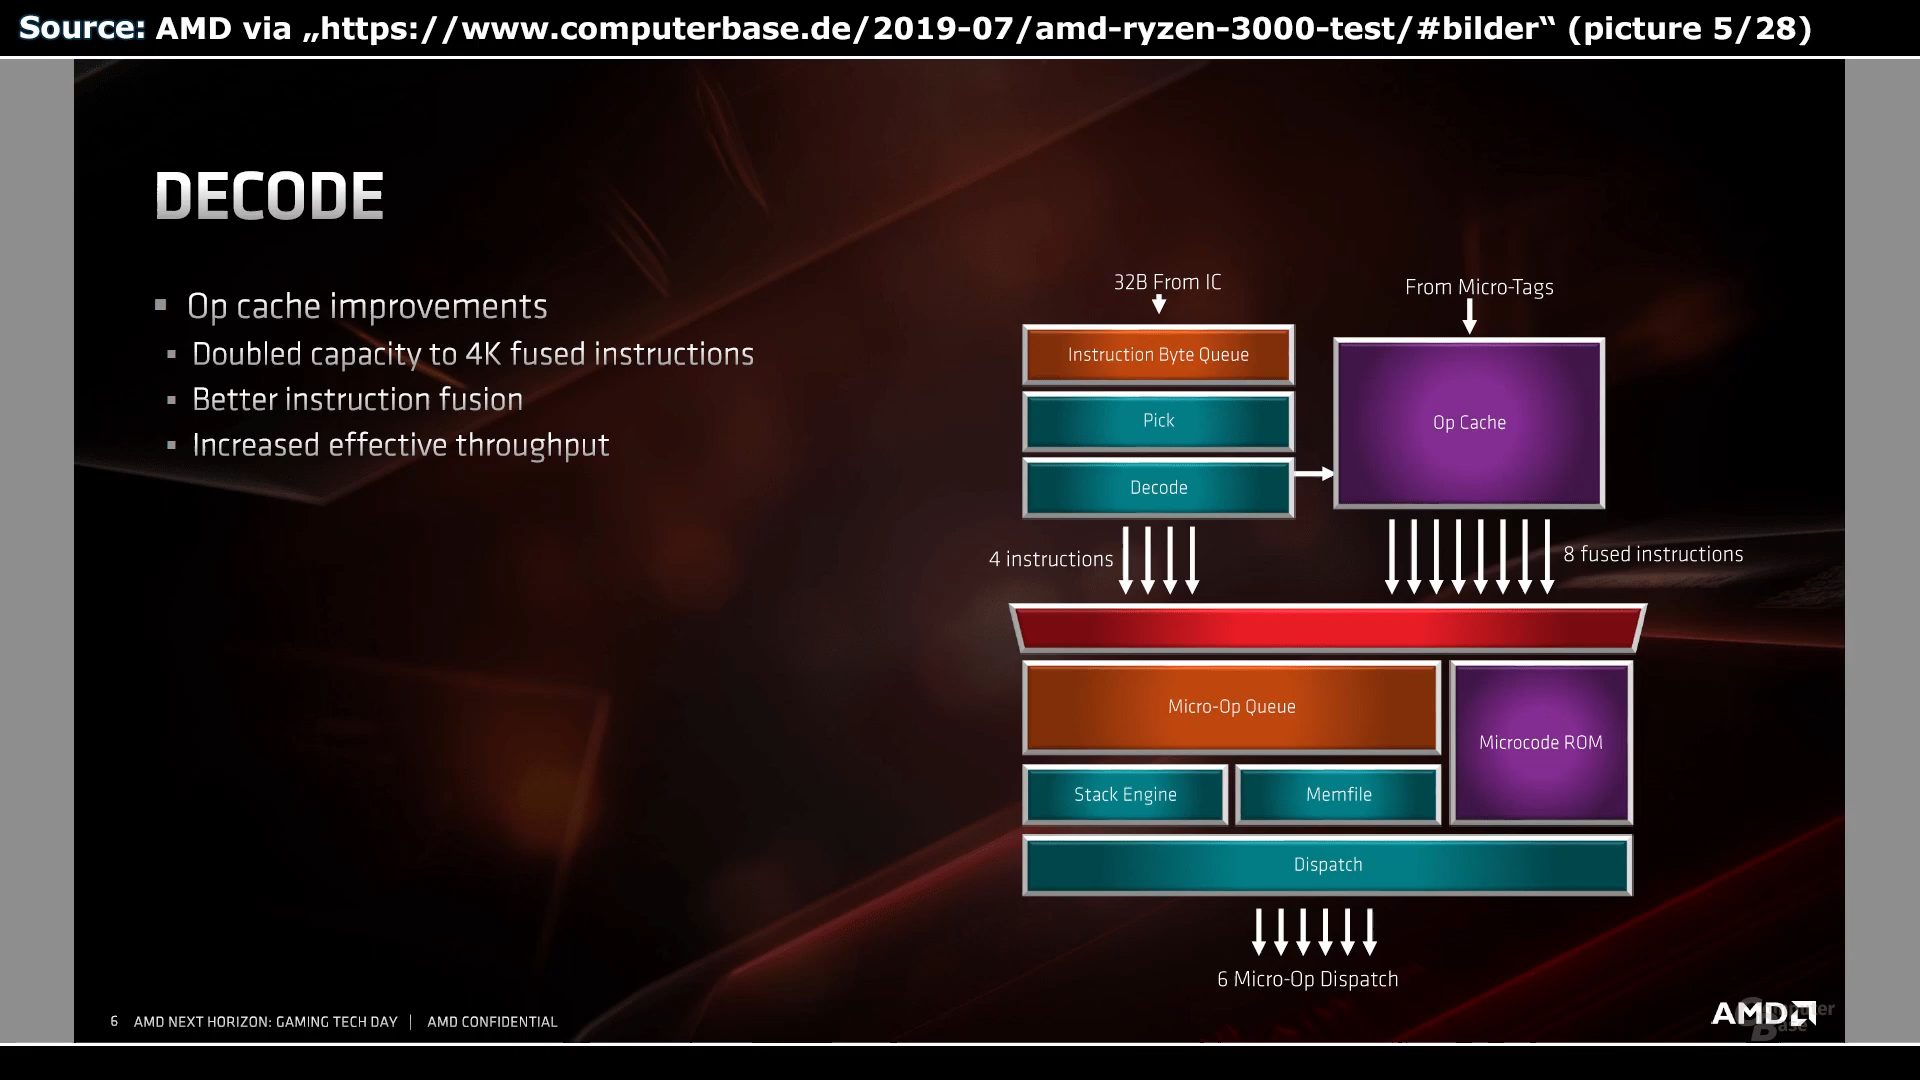 Source: AMD via „https://www.computerbase.de/2019-07/amd-ryzen-3000-test/#bilder“ (picture 5/28)
DECODE
Op cache improvements
Doubled capacity to 4K fused instructions
Better instruction fusion
Increased effective throughput
32B From IC
From Micro-Tags
Instruction Byte Queue
Pick
Decode
Op Cache
4 instructions
8 fused instructions
Micro-Op Queue
Microcode ROM
Stack Engine
Memfile
Dispatch
6 Micro-Op Dispatch
6 AMD NEXT HORIZON: GAMING TECH DAY | AMD CONFIDENTIAL
AMD
Computer
Base